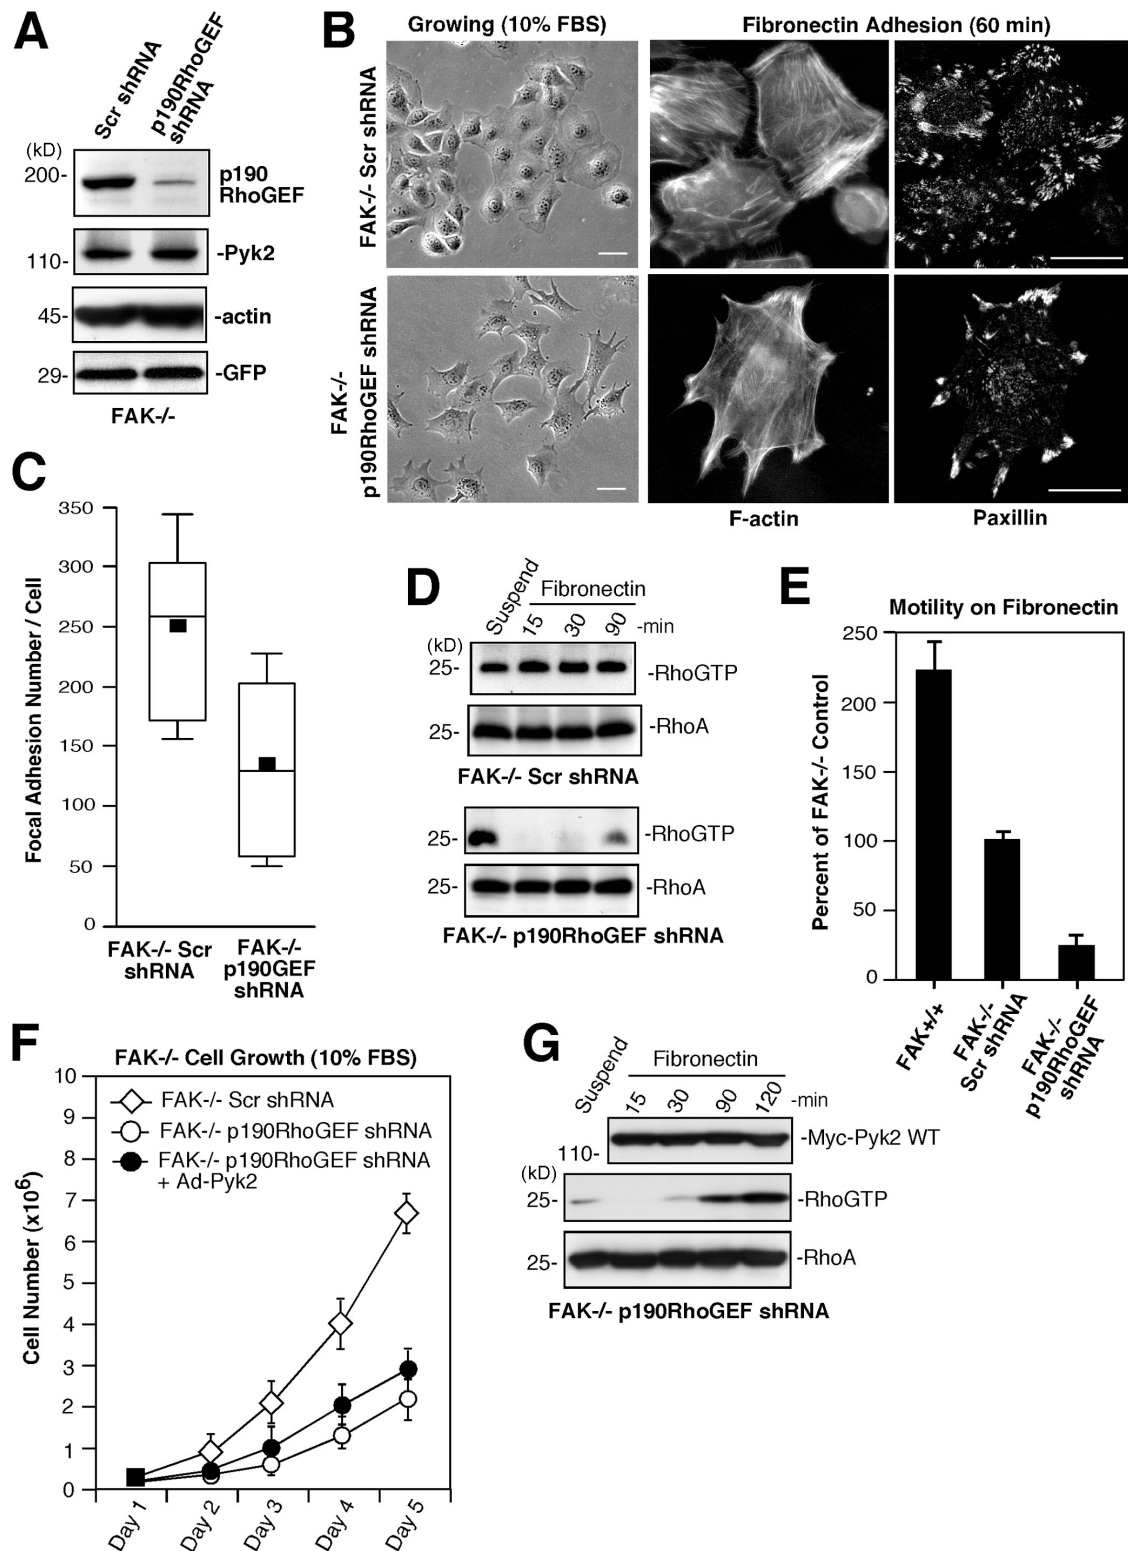 A
Scr shRNA
p190RhoGEF
shRNA
(kD)
200-
p190
RhoGEF
110-
-Pyk2
45-
-actin
29-
-GFP
FAK-/-
B
Growing (10% FBS)
Fibronectin Adhesion (60 min)
FAK-/- Scr shRNA
FAK-/-
p190RhoGEF shRNA
F-actin
Paxillin
C
Focal Adhesion Number / Cell
350
300
250
200
150
100
50
0
FAK-/- Scr
shRNA
FAK-/-
p190GEF
shRNA
D
Suspend
Fibronectin
15 30 90 -min
(kD)
25- -RhoGTP
25- -RhoA
FAK-/- Scr shRNA
25- -RhoGTP
25- -RhoA
FAK-/- p190RhoGEF shRNA
E
Motility on Fibronectin
Percent of FAK-/- Control
250
200
150
100
50
0
FAK+/+
FAK-/-
Scr shRNA
FAK-/-
p190RhoGEF
shRNA
F
FAK-/- Cell Growth (10% FBS)
Cell Number (x10⁶)
10
9
8
7
6
5
4
3
2
1
0
FAK-/- Scr shRNA
FAK-/- p190RhoGEF shRNA
FAK-/- p190RhoGEF shRNA
+ Ad-Pyk2
Day 1
Day 2
Day 3
Day 4
Day 5
G
Suspend
Fibronectin
15 30 90 120 -min
110- -Myc-Pyk2 WT
(kD)
25- -RhoGTP
25- -RhoA
FAK-/- p190RhoGEF shRNA